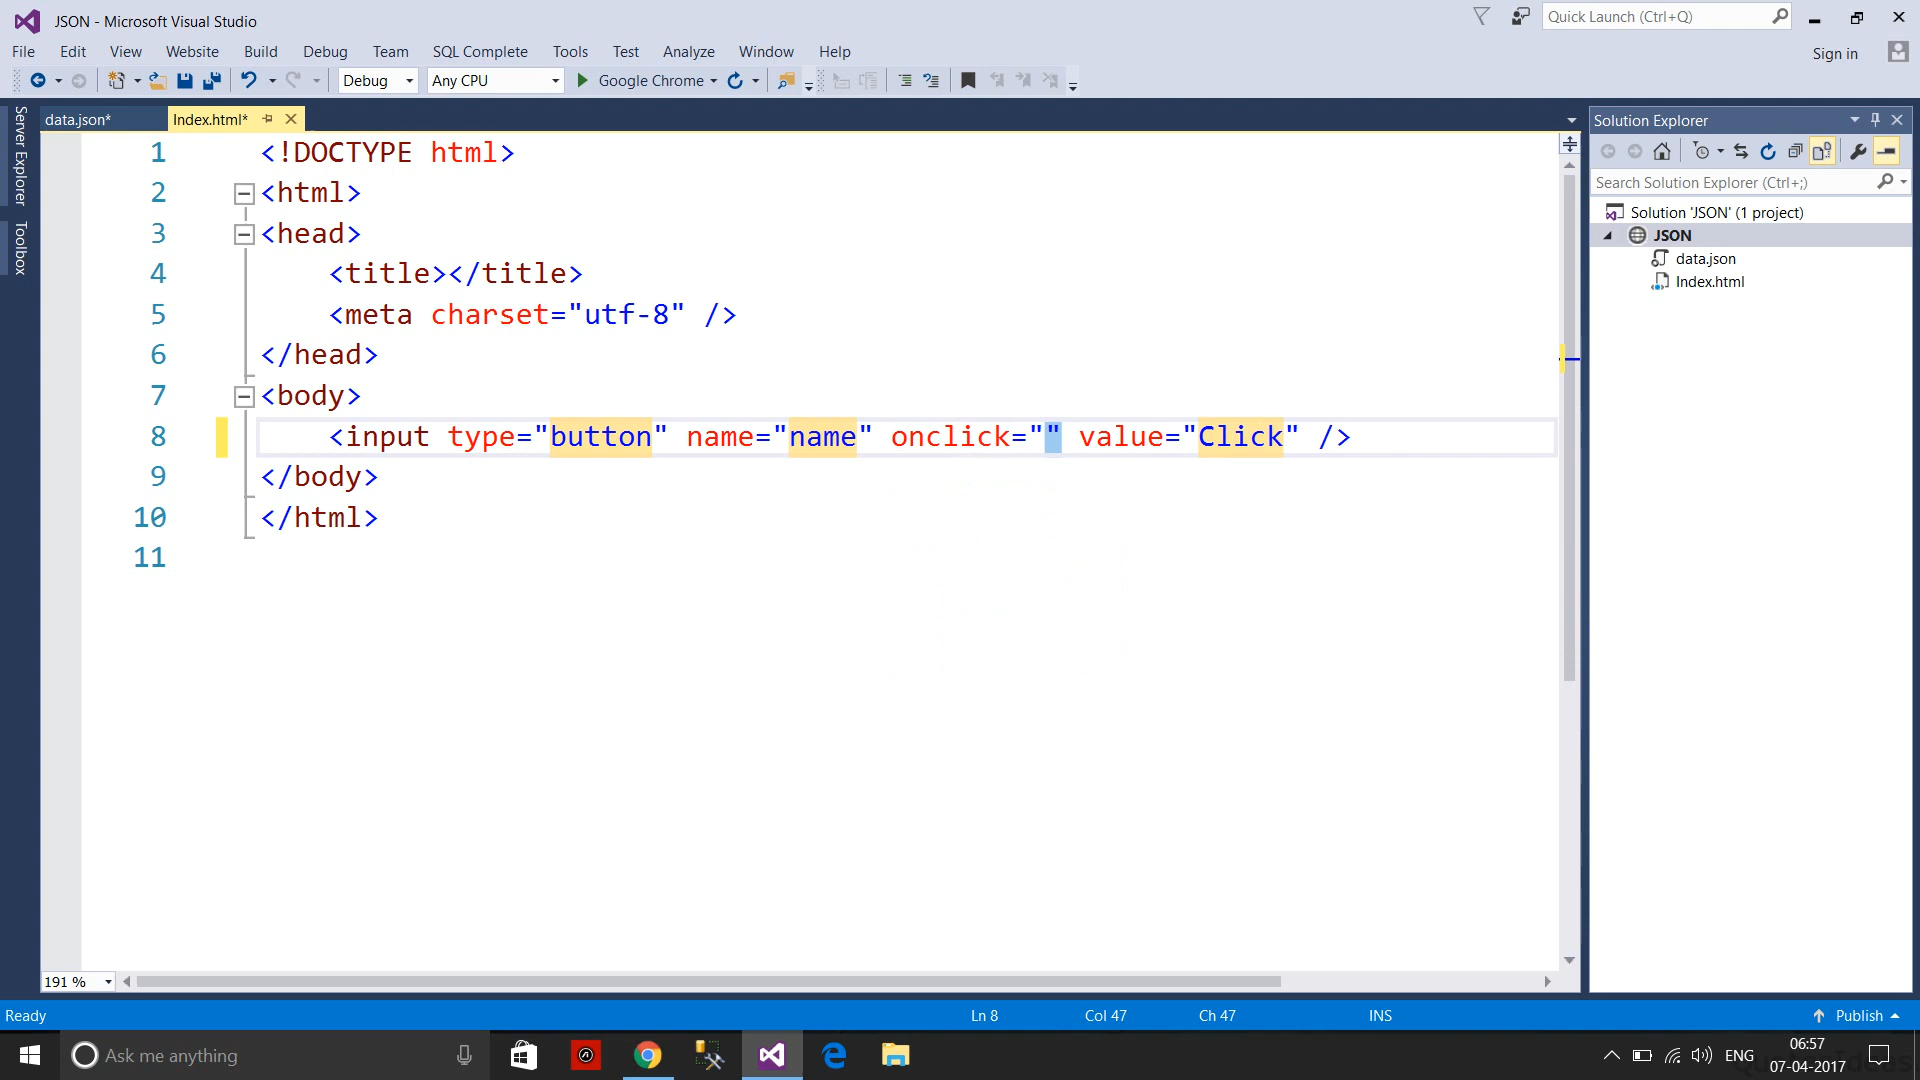 JSON - Microsoft Visual Studio
Quick Launch (Ctrl+Q)
File Edit View Website Build Debug Team SQL Complete Tools Test Analyze Window Help
Sign in
Debug Any CPU Google Chrome
Server Explorer
Toolbox
data.json* Index.html*
1 <!DOCTYPE html>
2 <html>
3 <head>
4 <title></title>
5 <meta charset="utf-8" />
6 </head>
7 <body>
8 <input type="button" name="name" onclick="" value="Click" />
9 </body>
10 </html>
11
191 %
Solution Explorer
Search Solution Explorer (Ctrl+;)
Solution 'JSON' (1 project)
JSON
data.json
Index.html
Ready Ln 8 Col 47 Ch 47 INS Publish
Ask me anything
ENG
06:57
07-04-2017